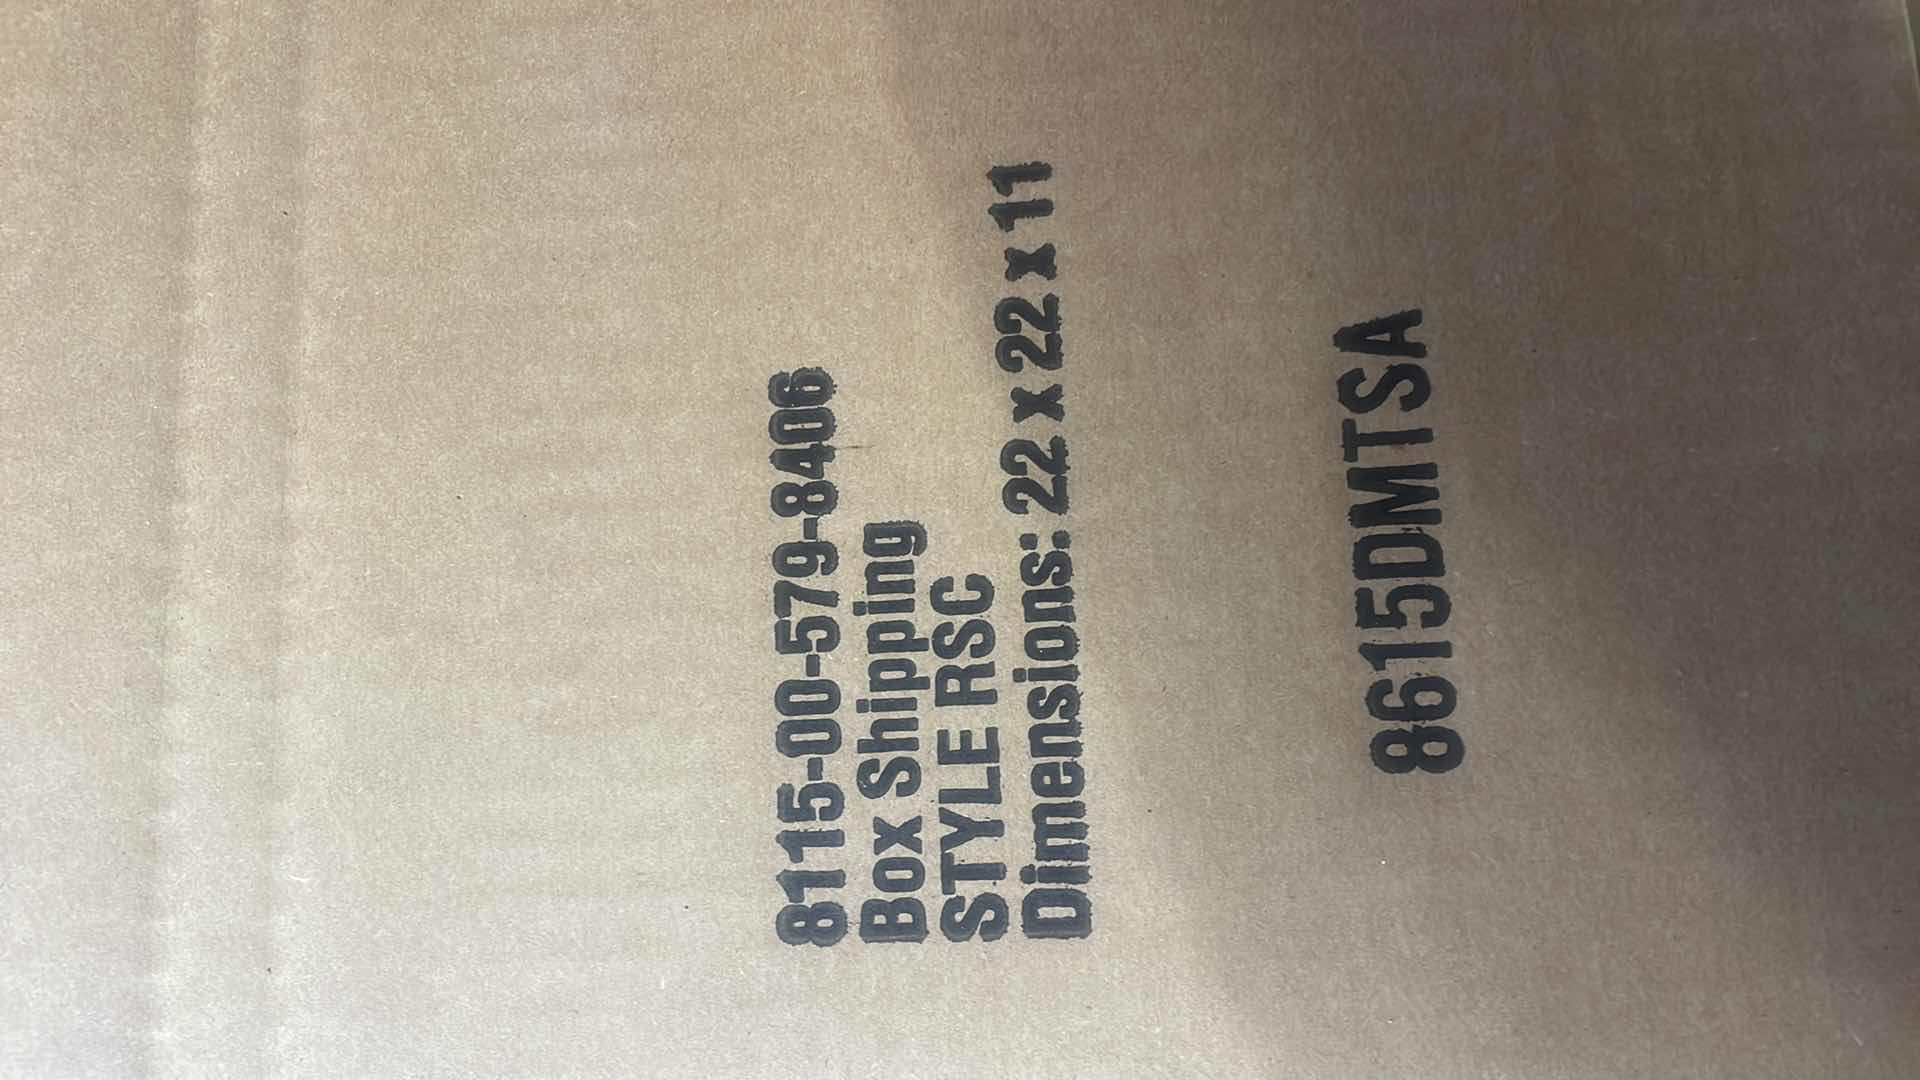 8115-00-579-8406
Box Shipping
STYLE RSC
Dimensions: 22 x 22 x 11
8615DMTSA